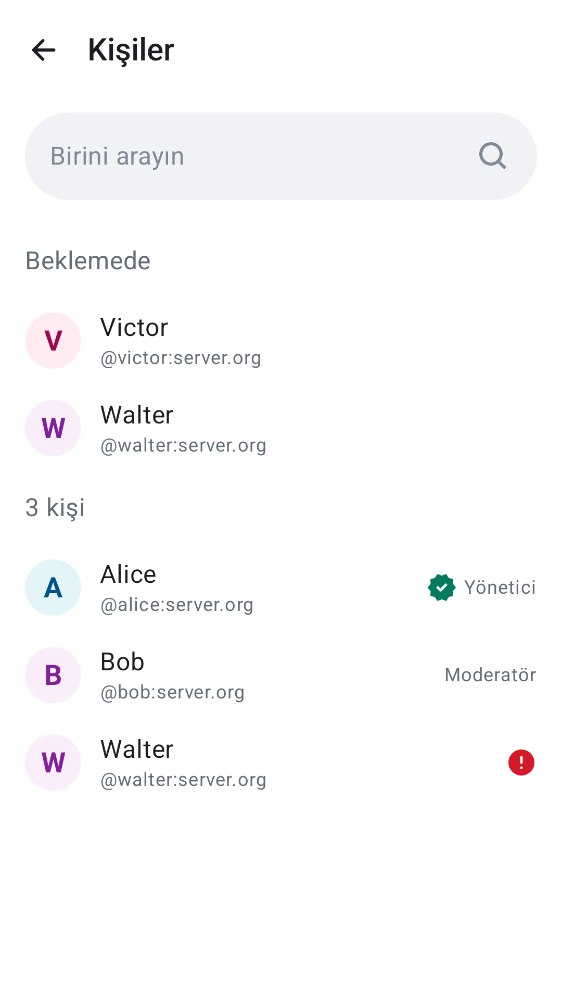 Kişiler
Birini arayın
Beklemede
V
Victor
@victor:server.org
W
Walter
@walter:server.org
3 kişi
A
Alice
@alice:server.org
Yönetici
B
Bob
@bob:server.org
Moderatör
W
Walter
@walter:server.org